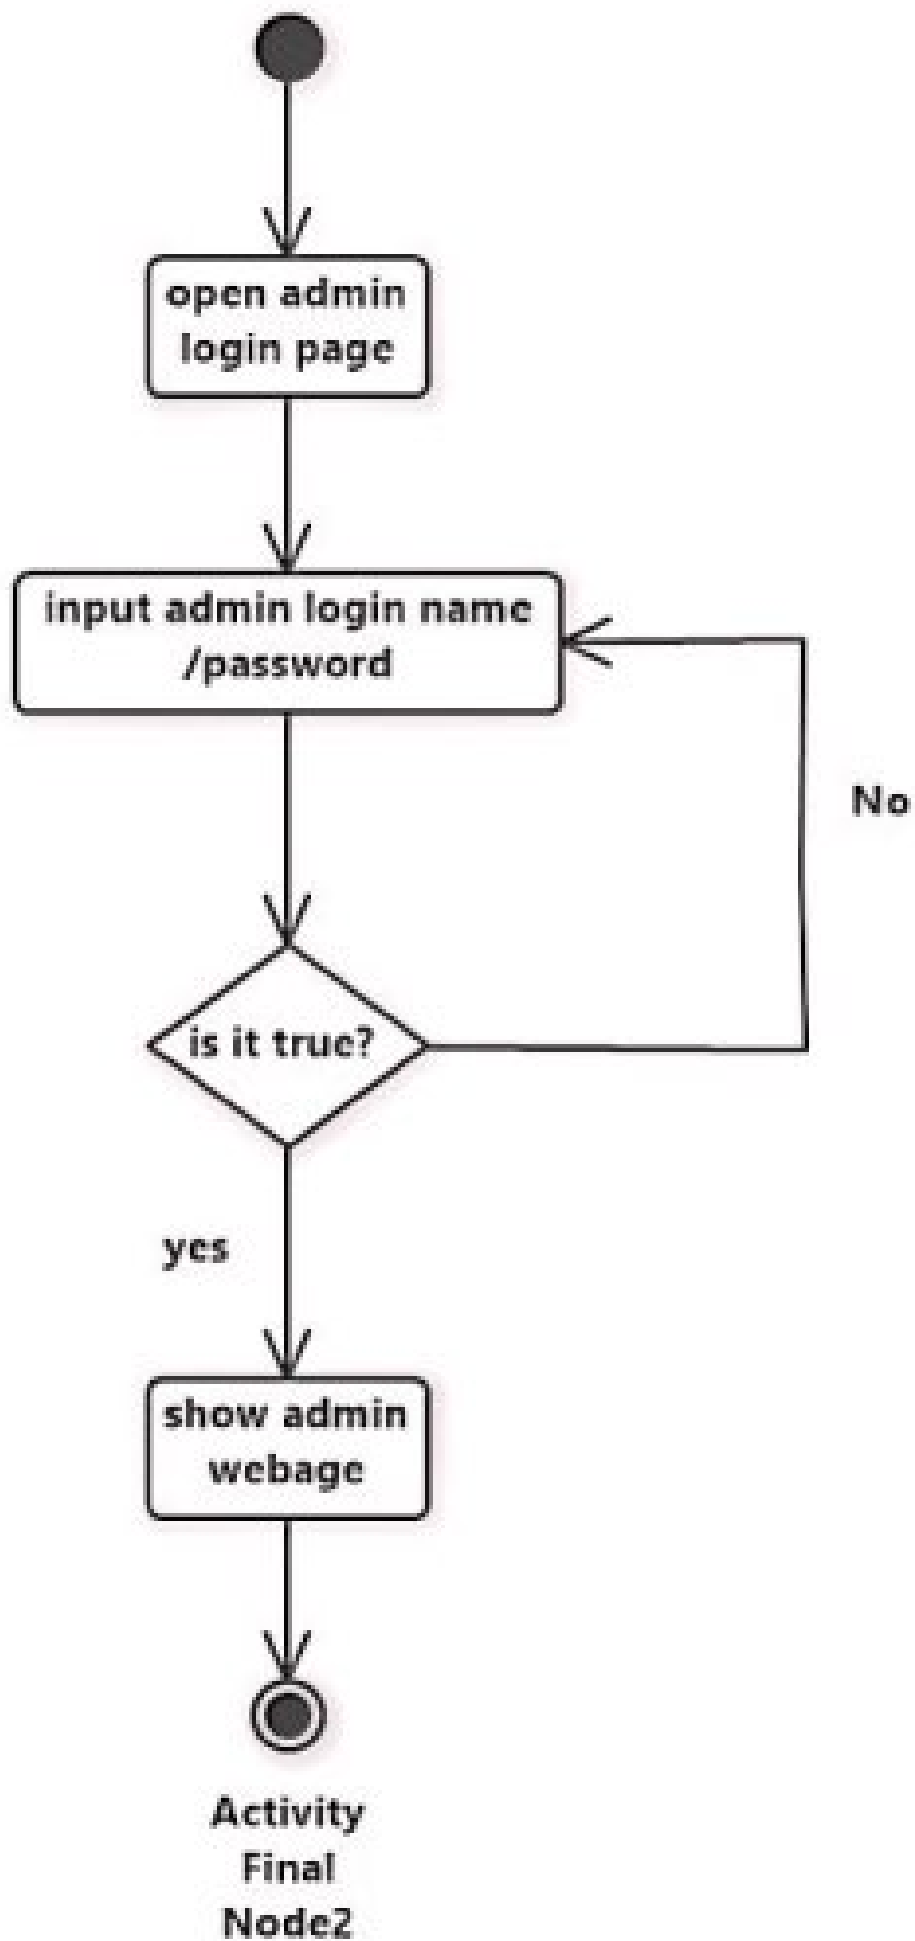 open admin
login page
input admin login name
/password
No
is it true?
yes
show admin
webage
Activity
Final
Node2